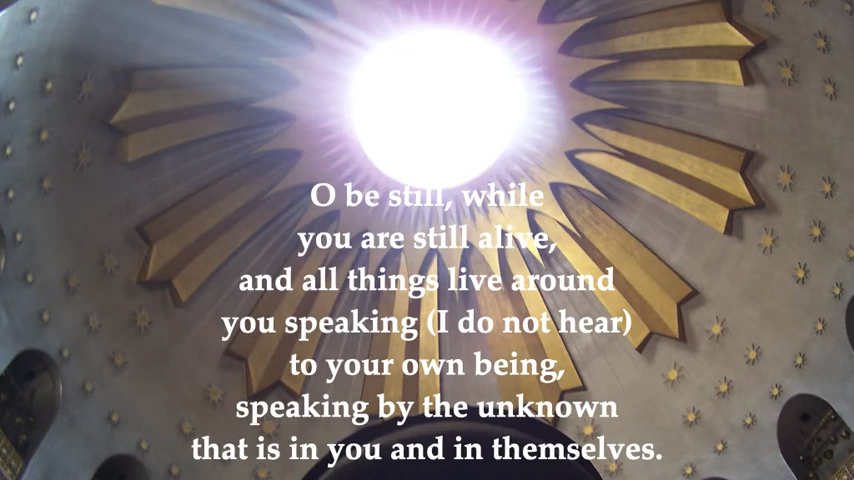 O be still, while
you are still alive,
and all things live around
you speaking (I do not hear)
to your own being,
speaking by the unknown
that is in you and in themselves.